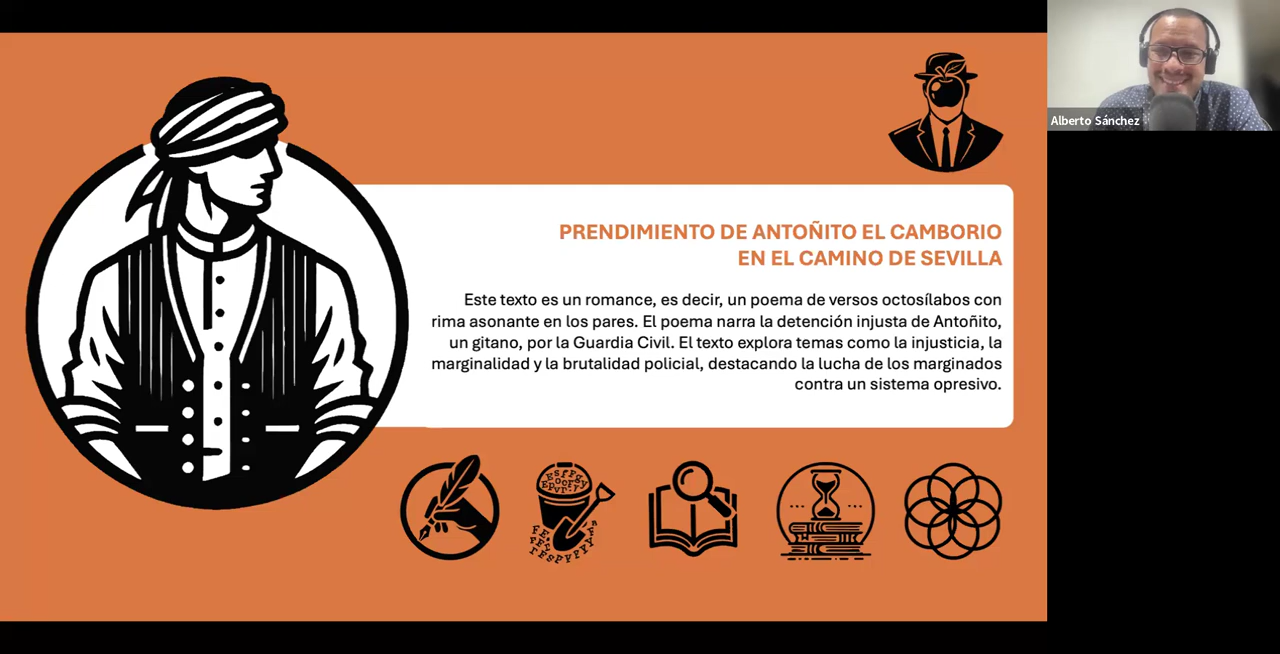 Alberto Sánchez
PRENDIMIENTO DE ANTOÑITO EL CAMBORIO
EN EL CAMINO DE SEVILLA
Este texto es un romance, es decir, un poema de versos octosílabos con
rima asonante en los pares. El poema narra la detención injusta de Antoñito,
un gitano, por la Guardia Civil. El texto explora temas como la injusticia, la
marginalidad y la brutalidad policial, destacando la lucha de los marginados
contra un sistema opresivo.